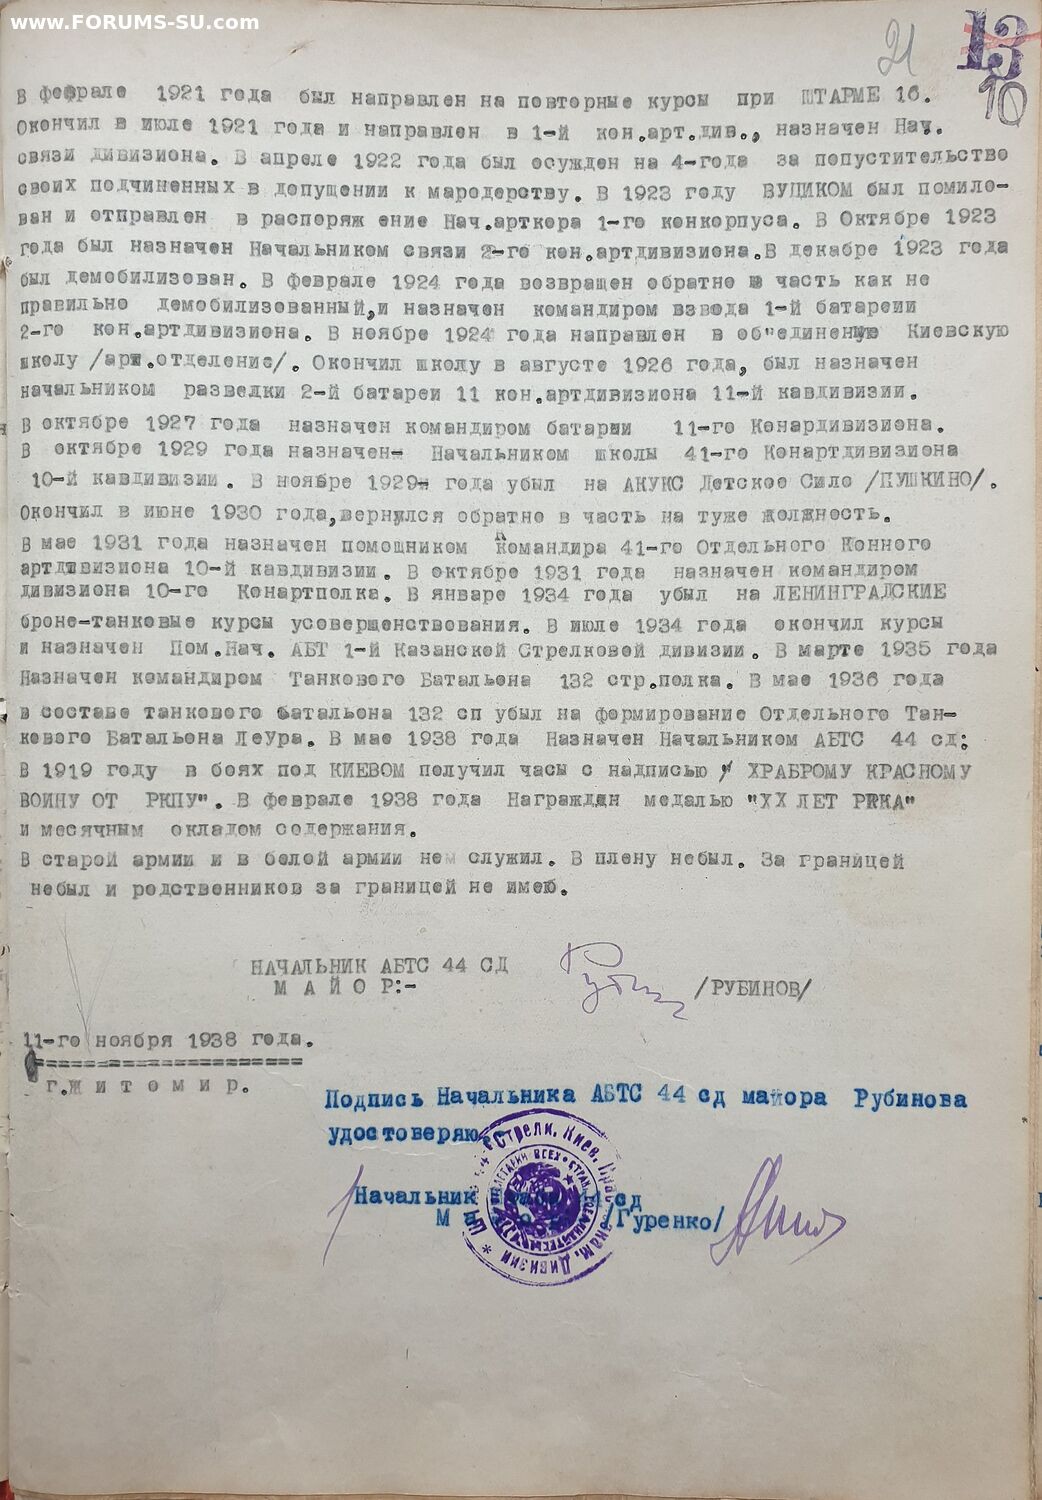 www.FORUMS-SU.com
21
13
10
В феврале 1921 года был направлен на повторные курсы при ШТАРМЕ 16.
Окончил в июле 1921 года и направлен в 1-й кон.арт.див., назначен Нач.
связи дивизиона. В апреле 1922 года был осужден на 4-года за попустительство
своих подчиненных в допущении к мародерству. В 1923 году ВУЦИКОМ был помило-
ван и отправлен в распоряж ение Нач.арткора 1-го конкорпуса. В Октябре 1923
года был назначен Начальником связи 2-го кон.артдивизиона.В декабре 1923 года
был демобилизован. В феврале 1924 года возвращен обратно в часть как не
правильно демобилизованный,и назначен командиром взвода 1-й батареии
2-го кон.артдивизиона. В ноябре 1924 года направлен в об"единеную Киевскую
школу /арт.отделение/. Окончил школу в августе 1926 года, был назначен
начальником разведки 2-й батареи 11 кон.артдивизиона 11-й кавдивизии.
В октябре 1927 года назначен командиром батарии 11-го Конардивизиона.
В октябре 1929 года назначен- Начальником школы 41-го Конартдивизиона
10-й кавдивизии. В ноябре 1929 года убыл на АКУКС Детское Сило /ПУШКИНО/.
Окончил в июне 1930 года,вернулся обратно в часть на туже должность.
В мае 1931 года назначен помощником командира 41-го Отдельного Конного
артдивизиона 10-й кавдивизии. В октябре 1931 года назначен командиром
дивизиона 10-го Конартполка. В январе 1934 года убыл на ЛЕНИНГРАДСКИЕ
броне-танковые курсы усовершенствования. В июле 1934 года окончил курсы
и назначен Пом.Нач. АБТ 1-й Казанской Стрелковой дивизии. В марте 1935 года
Назначен командиром Танкового Батальона 132 стр.полка. В мае 1936 года
в составе танкового батальона 132 сп убыл на формирование Отдельного Тан-
кового Батальона ЛеУра. В мае 1938 года Назначен Начальником АБТС 44 сд:
В 1919 году в боях под КИЕВОМ получил часы с надписью " ХРАБРОМУ КРАСНОМУ
ВОИНУ ОТ РКПУ". В феврале 1938 года Награжден медалью "ХХ ЛЕТ РККА"
и месячным окладом содержания.
В старой армии и в белой армии не служил. В плену небыл. За границей
небыл и родственников за границей не имею.
НАЧАЛЬНИК АБТС 44 СД
М А Й О Р:- /РУБИНОВ/
11-го ноября 1938 года.
=====================
г.Ж и т о м и р.
Подпись Начальника АБТС 44 сд майора Рубинова
удостоверяю.
Начальник сд
М /Гуренко/
Стрелк. Киев. Дивизии